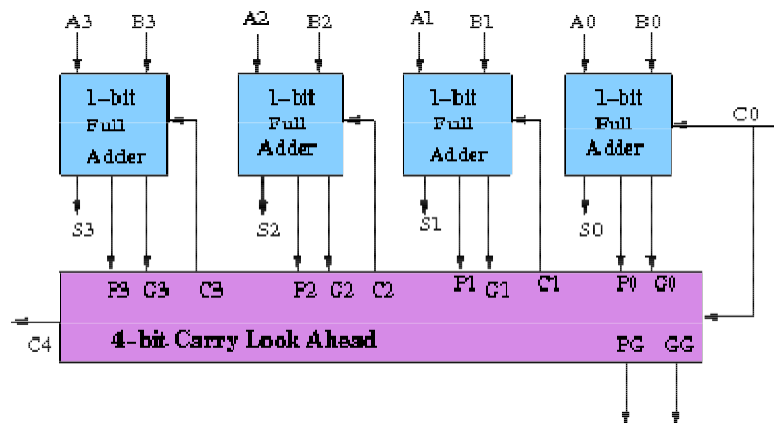 A3 B3 A2 B2 A1 B1 A0 B0
1-bit Full Adder
1-bit Full Adder
1-bit Full Adder
1-bit Full Adder
C0
S3 S2 S1 S0
P3 G3 C3 P2 G2 C2 P1 G1 C1 P0 G0
4-bit Carry Look Ahead
C4
PG GG